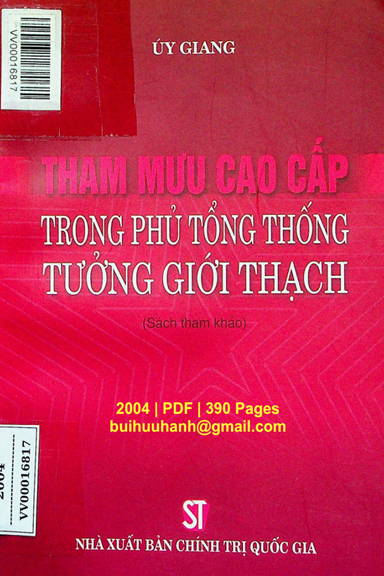 VV00016817
ÚY GIANG
THAM MƯU CAO CẤP
TRONG PHỦ TỔNG THỐNG
TƯỞNG GIỚI THẠCH
(Sách tham khảo)
2004 | PDF | 390 Pages
buihuuhanh@gmail.com
2004
VV00016817
ST
NHÀ XUẤT BẢN CHÍNH TRỊ QUỐC GIA